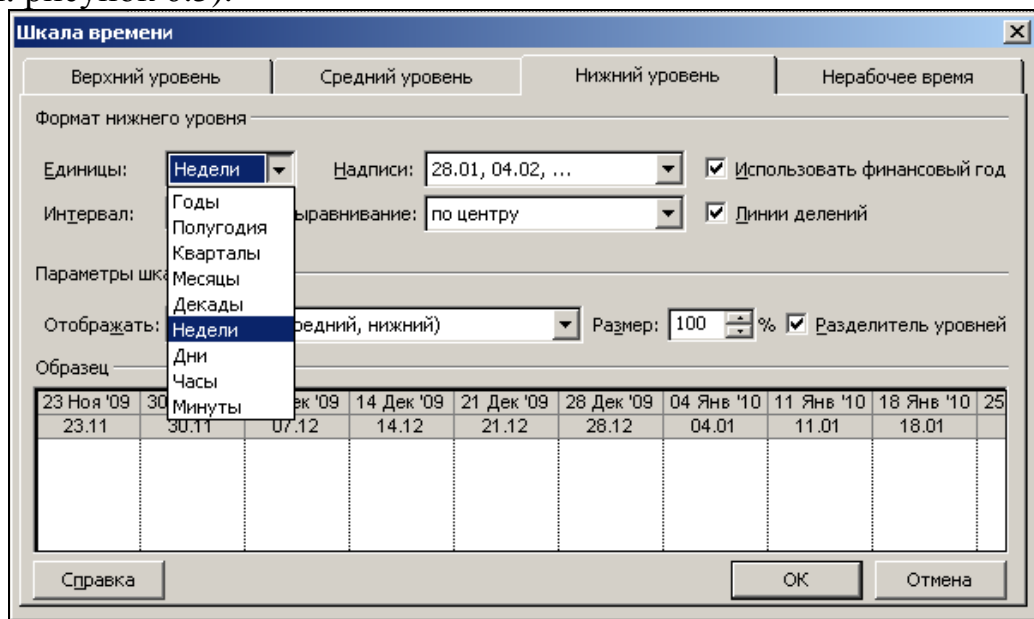 рисунок 6.3).
Шкала времени
Верхний уровень Средний уровень Нижний уровень Нерабочее время
Формат нижнего уровня
Единицы: Недели Надписи: 28.01, 04.02, ... Использовать финансовый год
Интервал: ыравнивание: по центру Линии делений
Годы
Полугодия
Кварталы
Месяцы
Декады
Недели
Дни
Часы
Минуты
Параметры шк
Отображать: редний, нижний) Размер: 100 % Разделитель уровней
Образец
23 Ноя '09 30 ек '09 14 Дек '09 21 Дек '09 28 Дек '09 04 Янв '10 11 Янв '10 18 Янв '10 25
23.11 30.11 07.12 14.12 21.12 28.12 04.01 11.01 18.01
Справка ОК Отмена